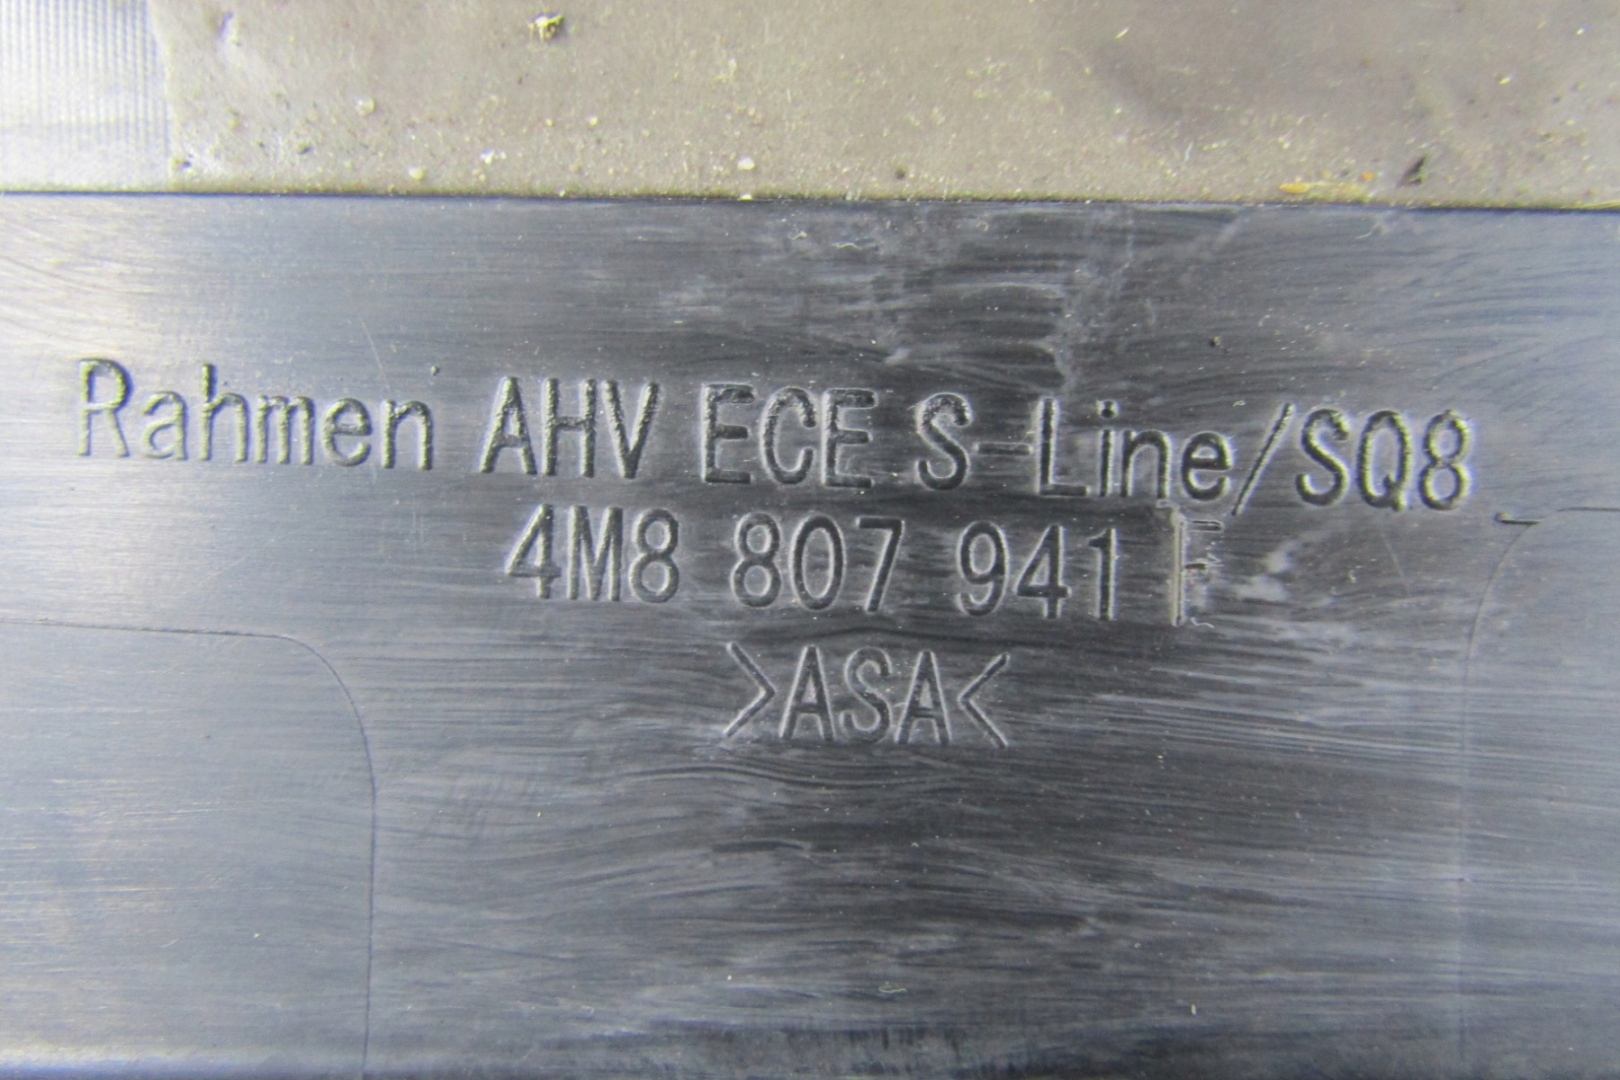 Rahmen AHV ECE S-Line/SQ8
4M8 807 941 F
>ASA<